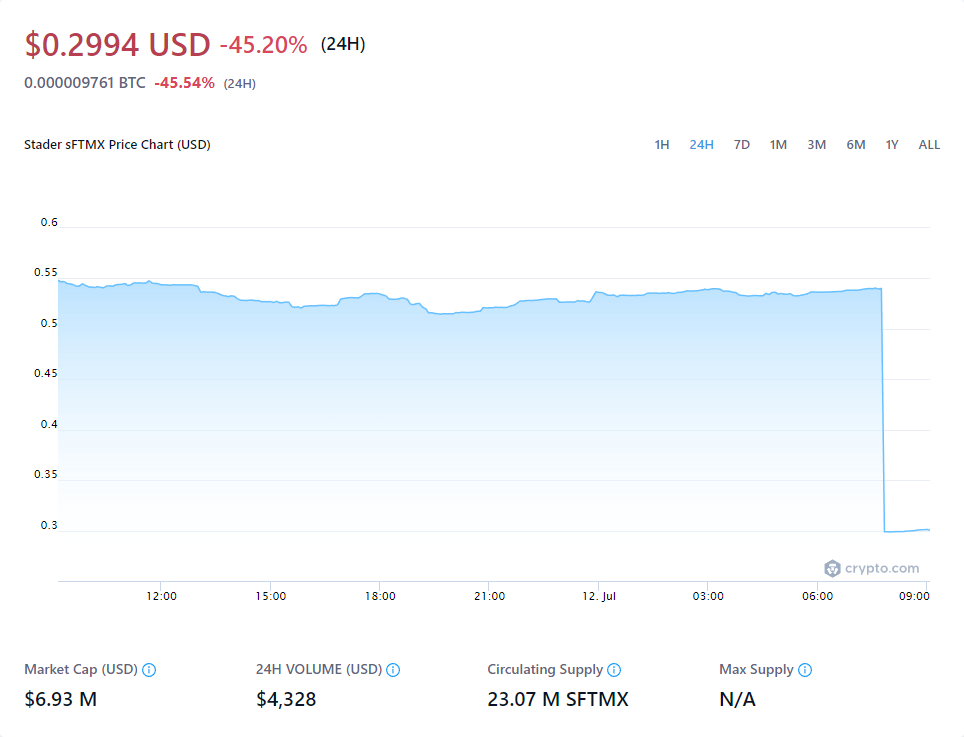 $0.2994 USD -45.20% (24H)
0.000009761 BTC -45.54% (24H)
Stader sFTMX Price Chart (USD) 1H 24H 7D 1M 3M 6M 1Y ALL
0.6
0.55
0.5
0.45
0.4
0.35
0.3
crypto.com
12:00 15:00 18:00 21:00 12. Jul 03:00 06:00 09:00
Market Cap (USD) 24H VOLUME (USD) Circulating Supply Max Supply
$6.93 M $4,328 23.07 M SFTMX N/A